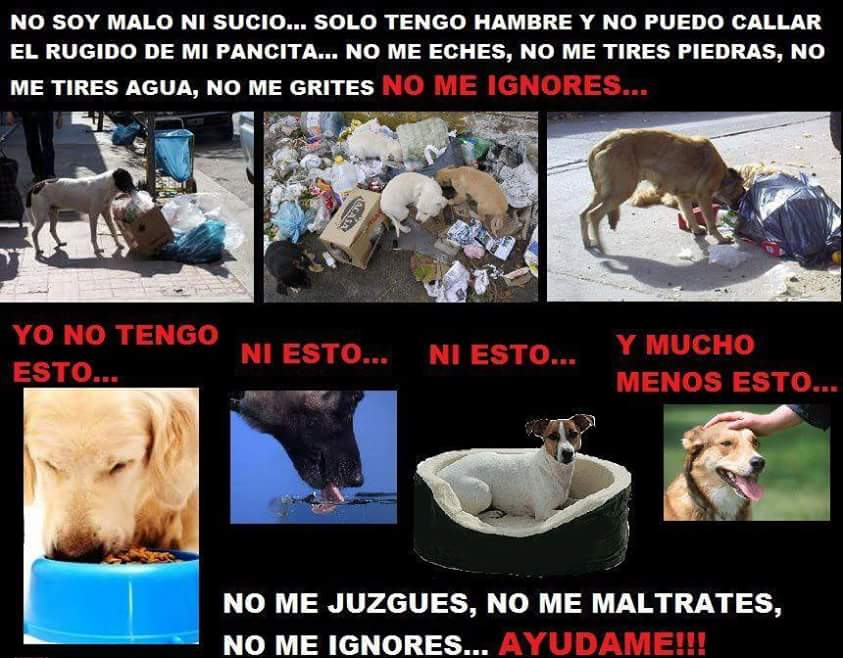 NO SOY MALO NI SUCIO... SOLO TENGO HAMBRE Y NO PUEDO CALLAR
EL RUGIDO DE MI PANCITA... NO ME ECHES, NO ME TIRES PIEDRAS, NO
ME TIRES AGUA, NO ME GRITES NO ME IGNORES...
YO NO TENGO
ESTO...
NI ESTO...
NI ESTO...
Y MUCHO
MENOS ESTO...
NO ME JUZGUES, NO ME MALTRATES,
NO ME IGNORES... AYUDAME!!!